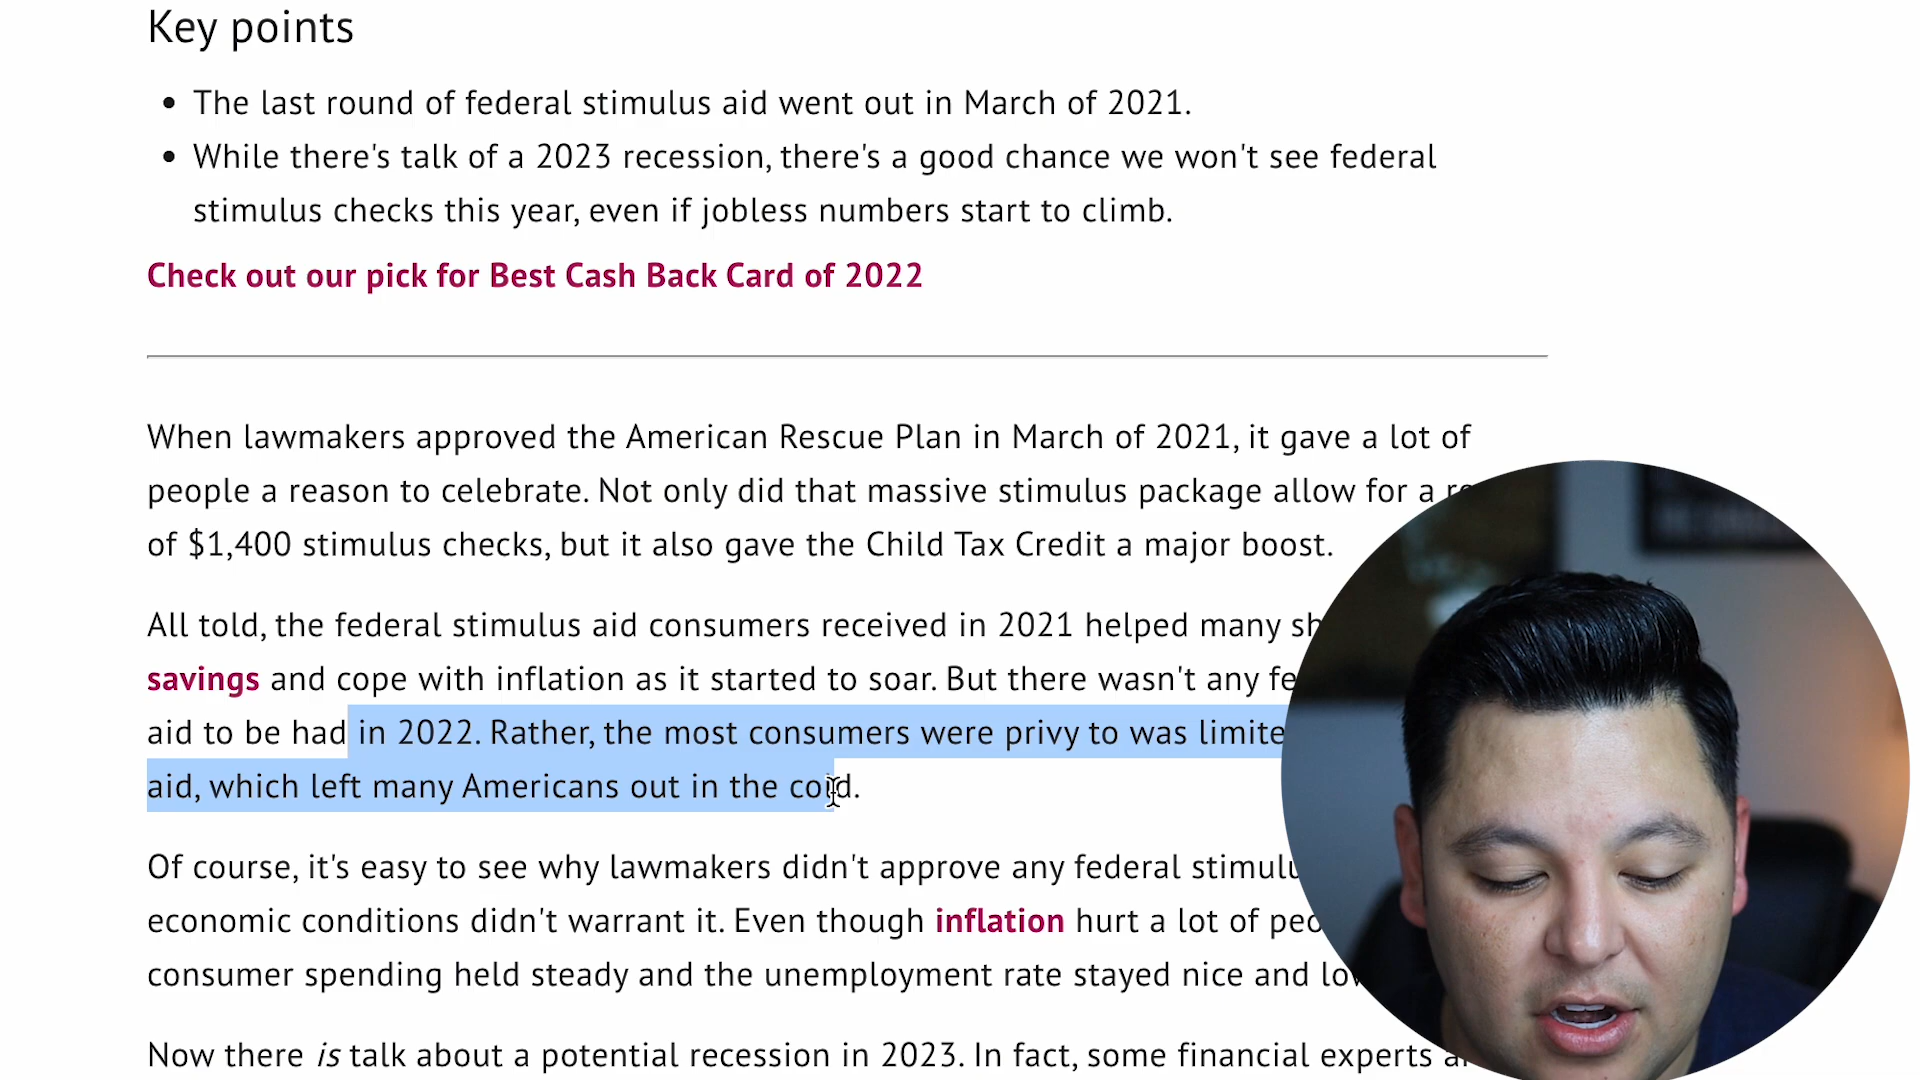 Key points
• The last round of federal stimulus aid went out in March of 2021.
• While there's talk of a 2023 recession, there's a good chance we won't see federal
stimulus checks this year, even if jobless numbers start to climb.
Check out our pick for Best Cash Back Card of 2022
When lawmakers approved the American Rescue Plan in March of 2021, it gave a lot of
people a reason to celebrate. Not only did that massive stimulus package allow for a
of $1,400 stimulus checks, but it also gave the Child Tax Credit a major boost.
All told, the federal stimulus aid consumers received in 2021 helped many
savings and cope with inflation as it started to soar. But there wasn't any
aid to be had in 2022. Rather, the most consumers were privy to was
aid, which left many Americans out in the cold.
Of course, it's easy to see why lawmakers didn't approve any federal
economic conditions didn't warrant it. Even though inflation hurt a lot of
consumer spending held steady and the unemployment rate stayed nice and
Now there is talk about a potential recession in 2023. In fact, some financial experts